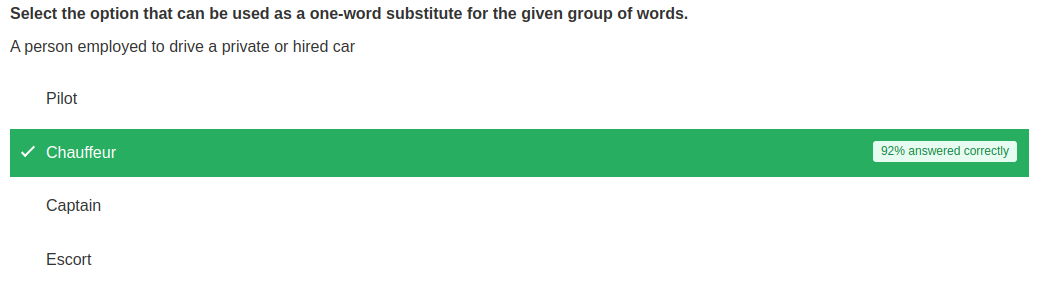 Select the option that can be used as a one-word substitute for the given group of words.
A person employed to drive a private or hired car
Pilot
Chauffeur 92% answered correctly
Captain
Escort